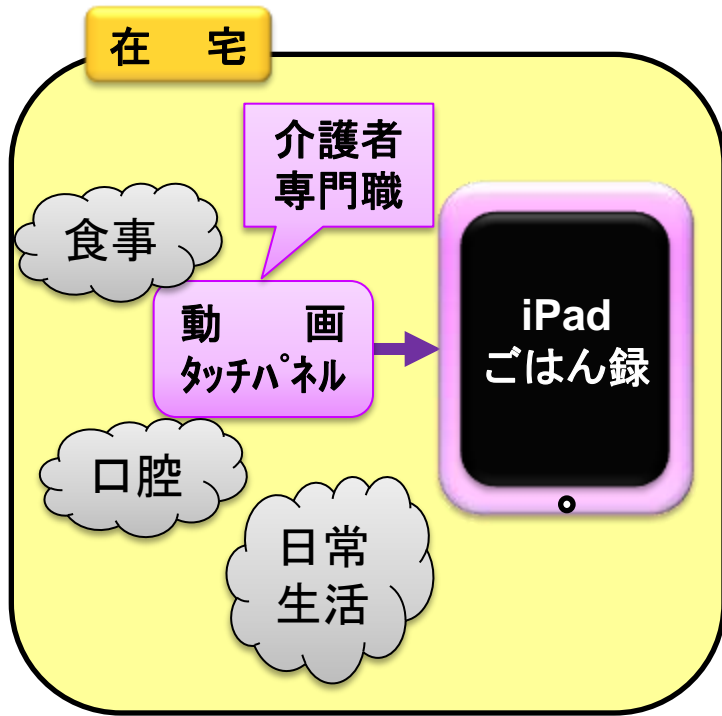 在　宅
介護者
専門職
食事
動　画
ﾀｯﾁﾊﾟﾈﾙ
iPad
ごはん録
口腔
日常
生活